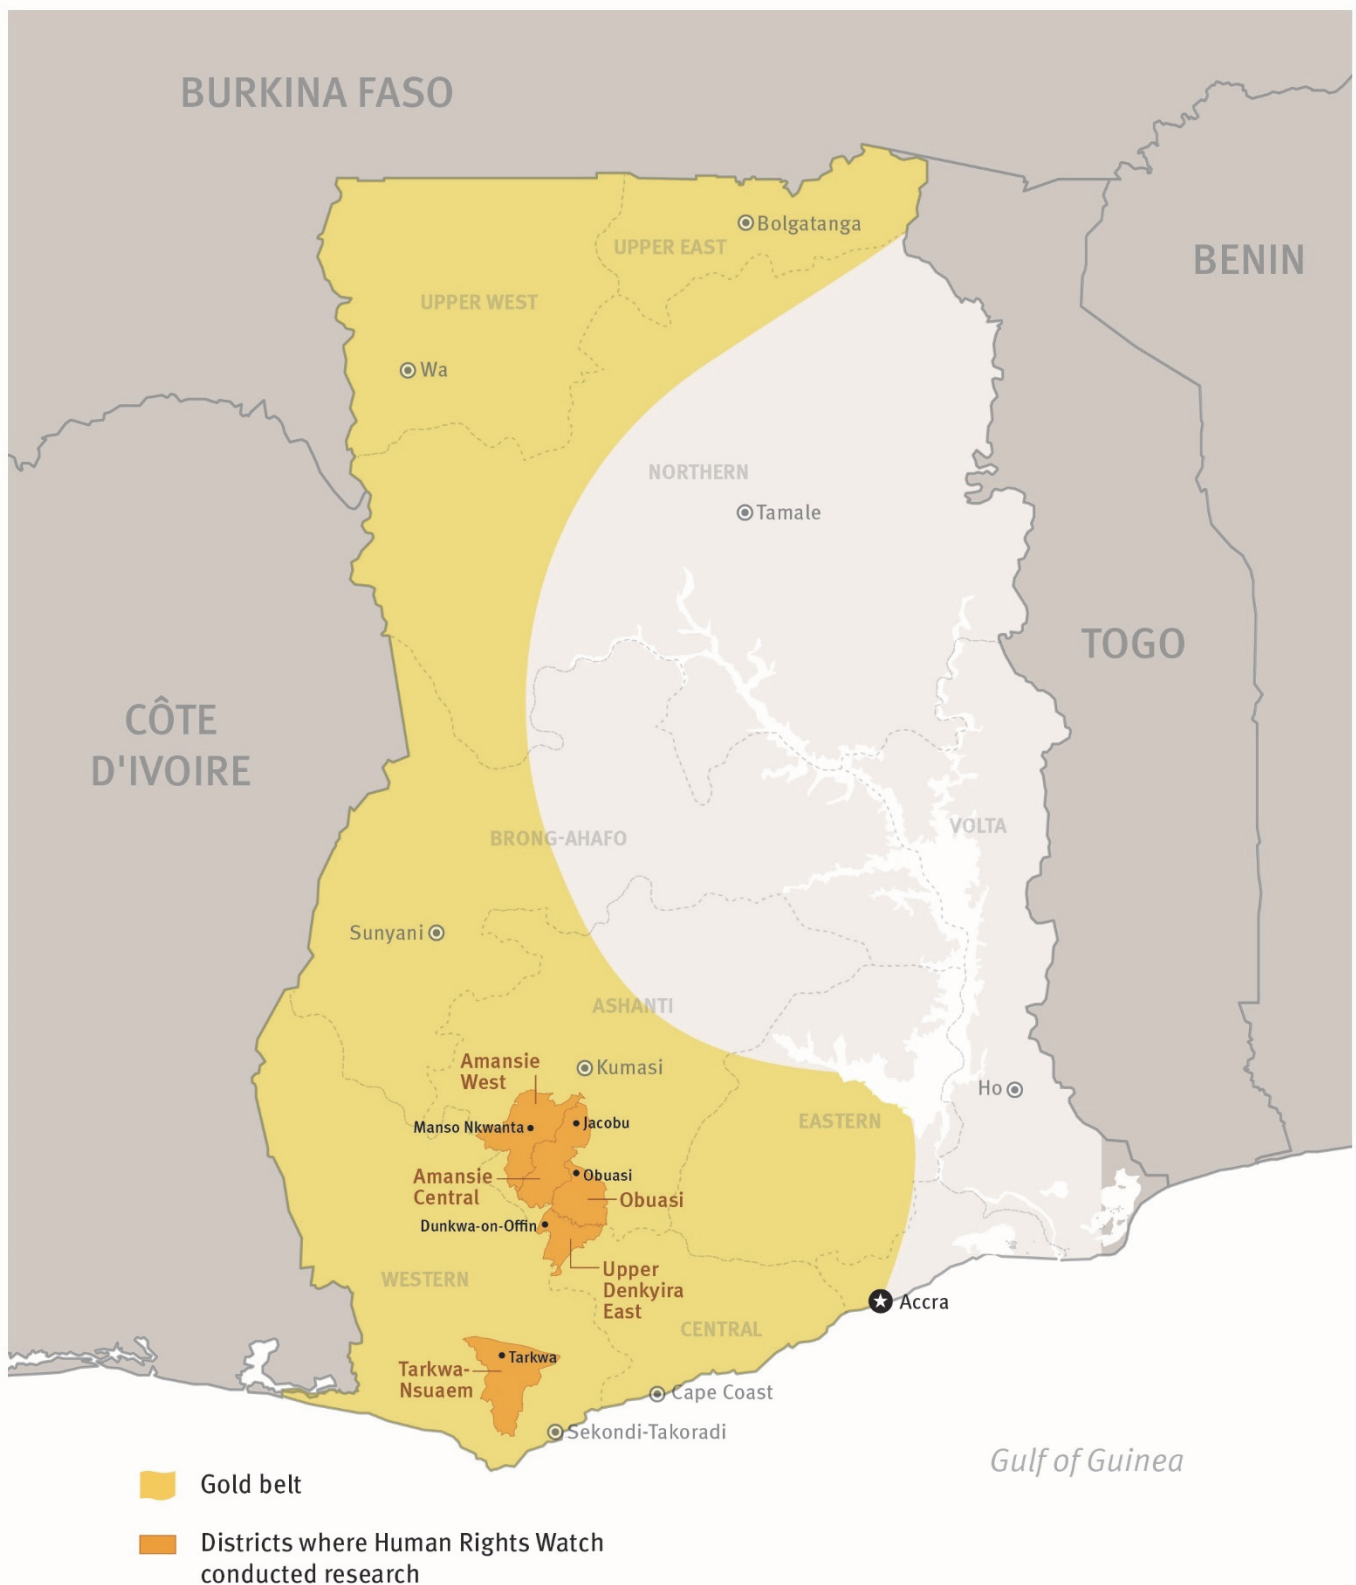 BURKINA FASO
Bolgatanga
UPPER EAST
BENIN
UPPER WEST
Wa
NORTHERN
Tamale
TOGO
CÔTE
D'IVOIRE
VOLTA
BRONG-AHAFO
Sunyani
ASHANTI
Amansie
West
Kumasi
Ho
Manso Nkwanta
Jacobu
EASTERN
Amansie
Central
Obuasi
Obuasi
Dunkwa-on-Offin
WESTERN
Upper
Denkyira
East
Accra
CENTRAL
Tarkwa
Tarkwa-
Nsuaem
Cape Coast
Sekondi-Takoradi
Gulf of Guinea
Gold belt
Districts where Human Rights Watch
conducted research